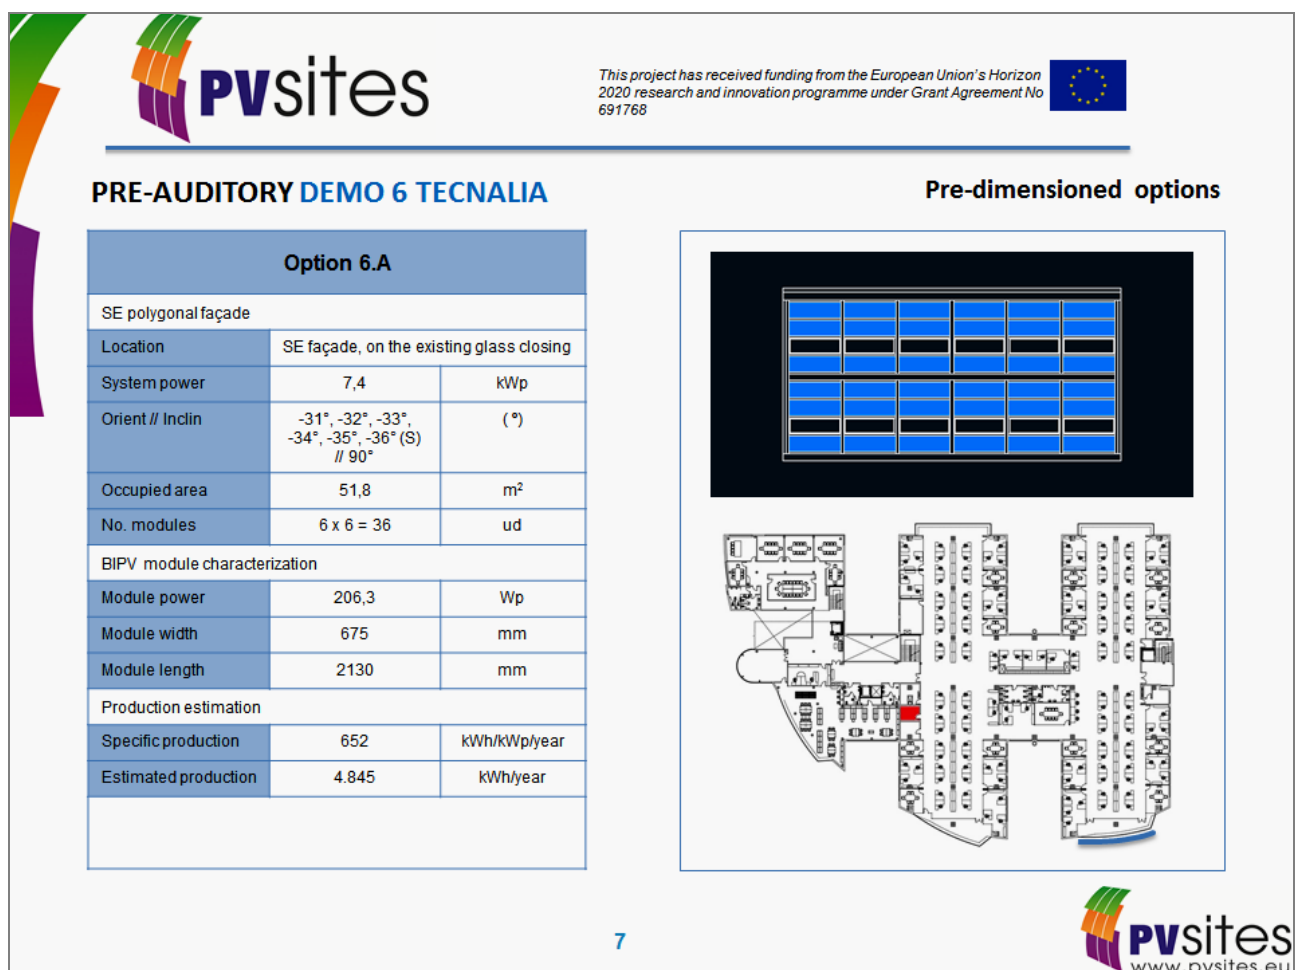 PVsites
This project has received funding from the European Union's Horizon
2020 research and innovation programme under Grant Agreement No
691768
PRE-AUDITORY DEMO 6 TECNALIA
Pre-dimensioned options
Option 6.A
SE polygonal façade
Location SE façade, on the existing glass closing
System power 7,4 kWp
Orient // Inclin -31°, -32°, -33°, (°)
-34°, -35°, -36° (S)
// 90°
Occupied area 51,8 m²
No. modules 6 x 6 = 36 ud
BIPV module characterization
Module power 206,3 Wp
Module width 675 mm
Module length 2130 mm
Production estimation
Specific production 652 kWh/kWp/year
Estimated production 4.845 kWh/year
7
PVsites
www.pvsites.eu